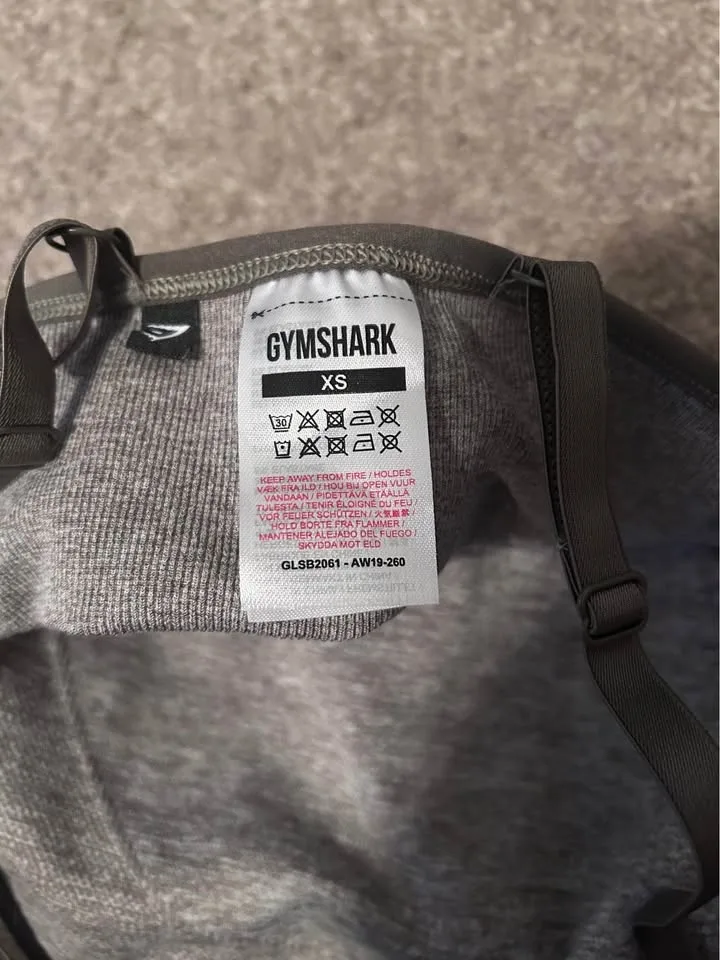 GYMSHARK
XS
30
KEEP AWAY FROM FIRE / HOLDES
VÆK FRA ILD / HOU BIJ OPEN VUUR
VANDAAN / PIDETTÄVÄ ETÄÄLLÄ
TULESTA / TENIR ÉLOIGNÉ DU FEU /
VOR FEUER SCHÜTZEN / 火気厳禁
HOLD BORTE FRA FLAMMER /
MANTENER ALEJADO DEL FUEGO /
SKYDDA MOT ELD
GLSB2061 - AW19-260